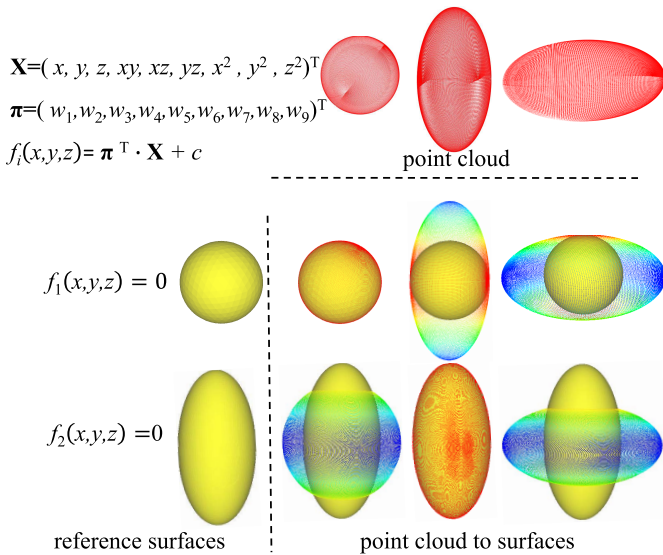 X=( x, y, z, xy, xz, yz, x² , y² , z²)ᵀ
π=( w₁,w₂,w₃,w₄,w₅,w₆,w₇,w₈,w₉)ᵀ
fᵢ(x,y,z)= π ᵀ · X + c
point cloud
f₁(x,y,z) = 0
f₂(x,y,z) =0
reference surfaces
point cloud to surfaces